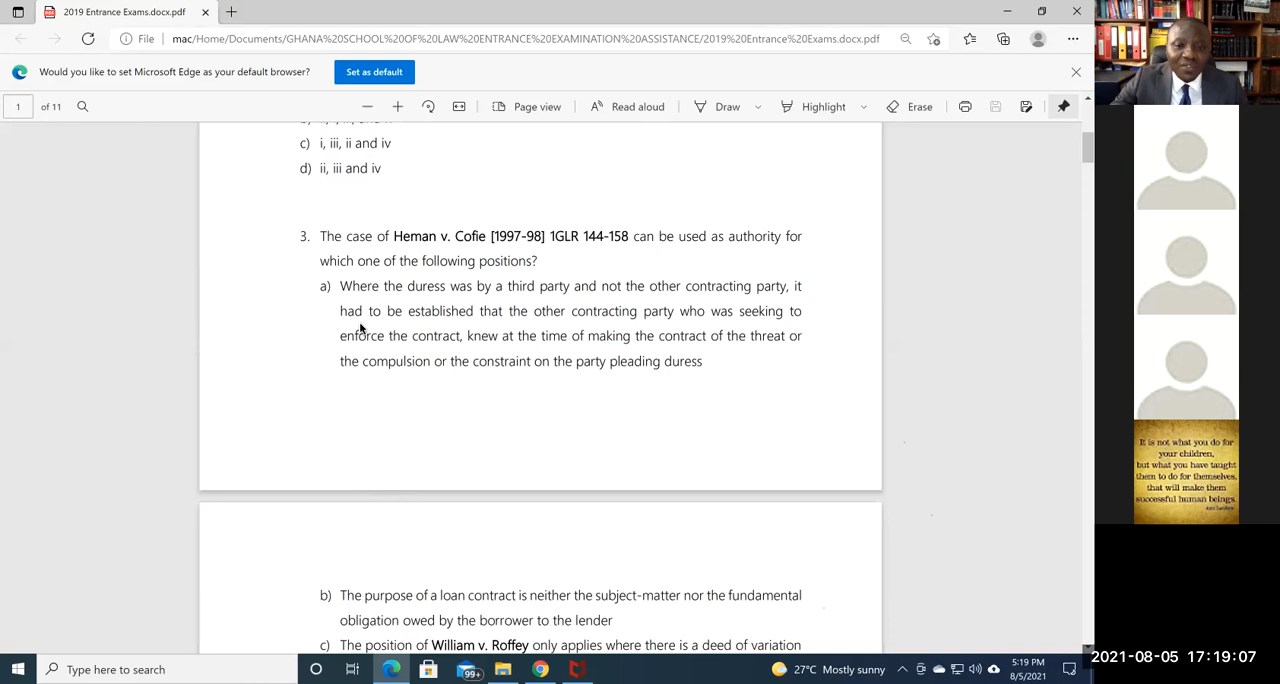 2019 Entrance Exams.docx.pdf
File
mac/Home/Documents/GHANA%20SCHOOL%20OF%20LAW%20ENTRANCE%20EXAMINATION%20ASSISTANCE/2019%20Entrance%20Exams.docx.pdf
Would you like to set Microsoft Edge as your default browser?
Set as default
1 of 11
Page view
Read aloud
Draw
Highlight
Erase
c) i, iii, ii and iv
d) ii, iii and iv
3. The case of Heman v. Cofie [1997-98] 1GLR 144-158 can be used as authority for
which one of the following positions?
a) Where the duress was by a third party and not the other contracting party, it
had to be established that the other contracting party who was seeking to
enforce the contract, knew at the time of making the contract of the threat or
the compulsion or the constraint on the party pleading duress
b) The purpose of a loan contract is neither the subject-matter nor the fundamental
obligation owed by the borrower to the lender
c) The position of William v. Roffey only applies where there is a deed of variation
It is not what you do for
your children,
but what you have taught
them to do for themselves,
that will make them
successful human beings.
Type here to search
99+
27°C Mostly sunny
5:19 PM
8/5/2021
2021-08-05 17:19:07